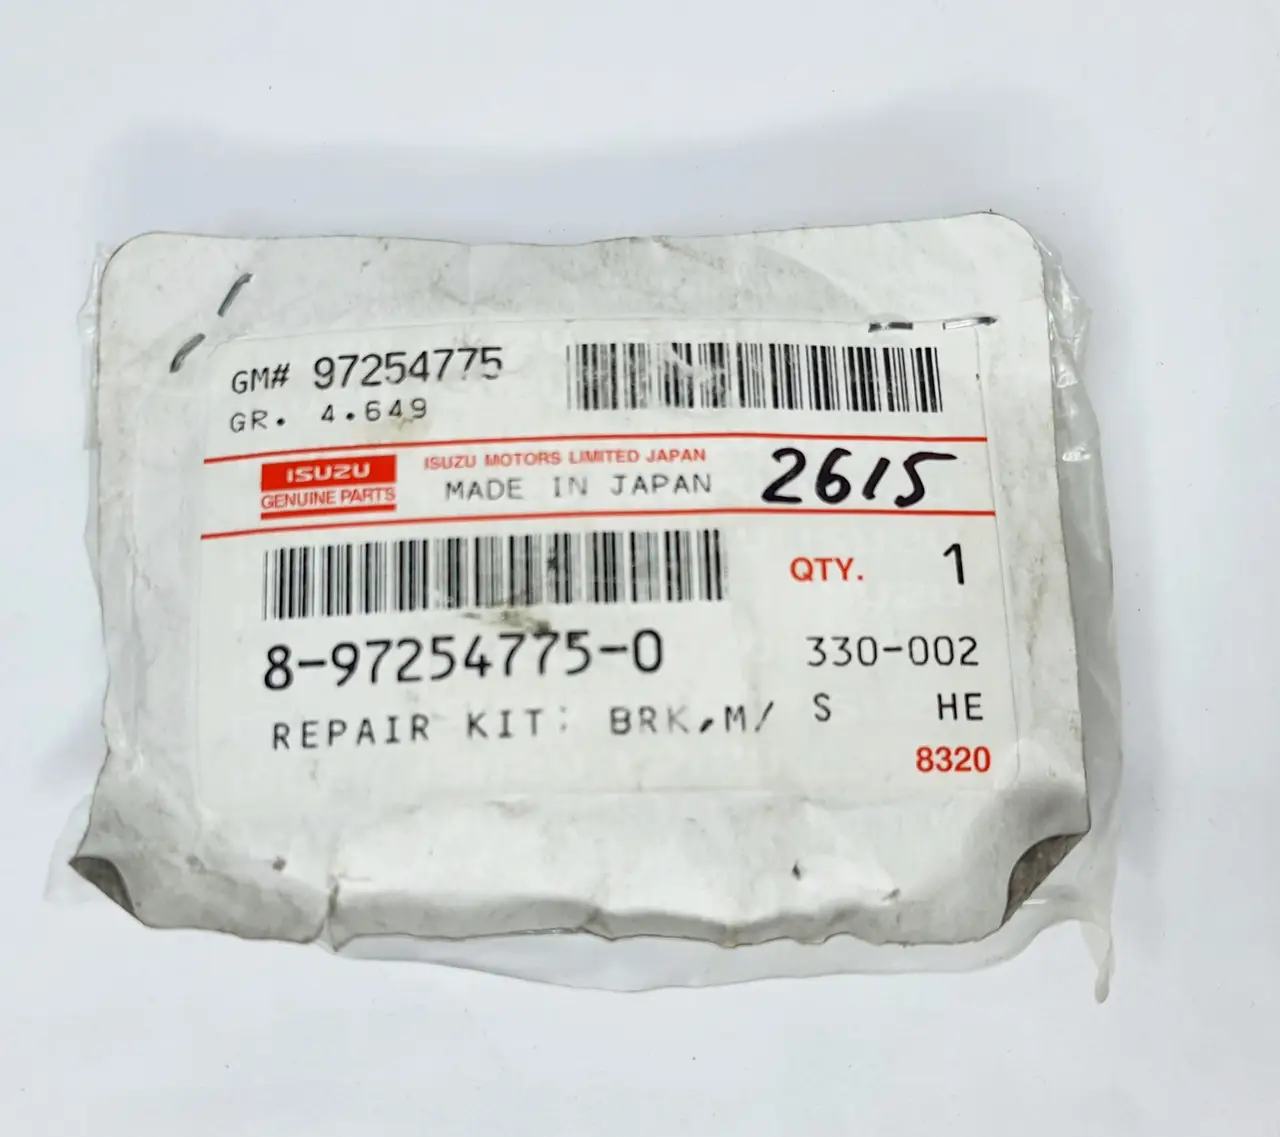 GM# 97254775
GR. 4.649
ISUZU
GENUINE PARTS
ISUZU MOTORS LIMITED JAPAN
MADE IN JAPAN
2615
QTY. 1
8-97254775-0
330-002
REPAIR KIT: BRK,M/ S HE
8320